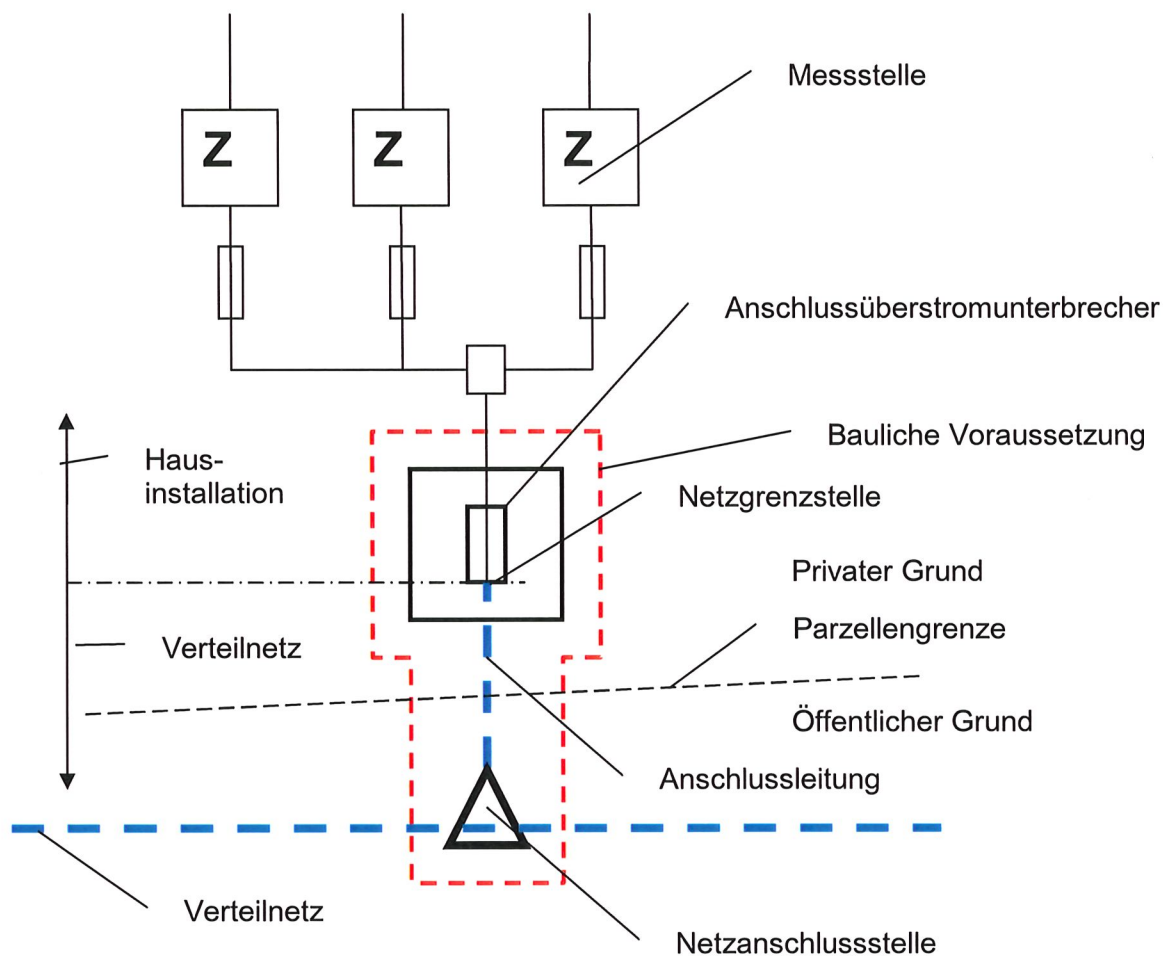 Messstelle
Z
Z
Z
Anschlussüberstromunterbrecher
Bauliche Voraussetzung
Haus-
installation
Netzgrenzstelle
Privater Grund
Parzellengrenze
Verteilnetz
Öffentlicher Grund
Anschlussleitung
Verteilnetz
Netzanschlussstelle